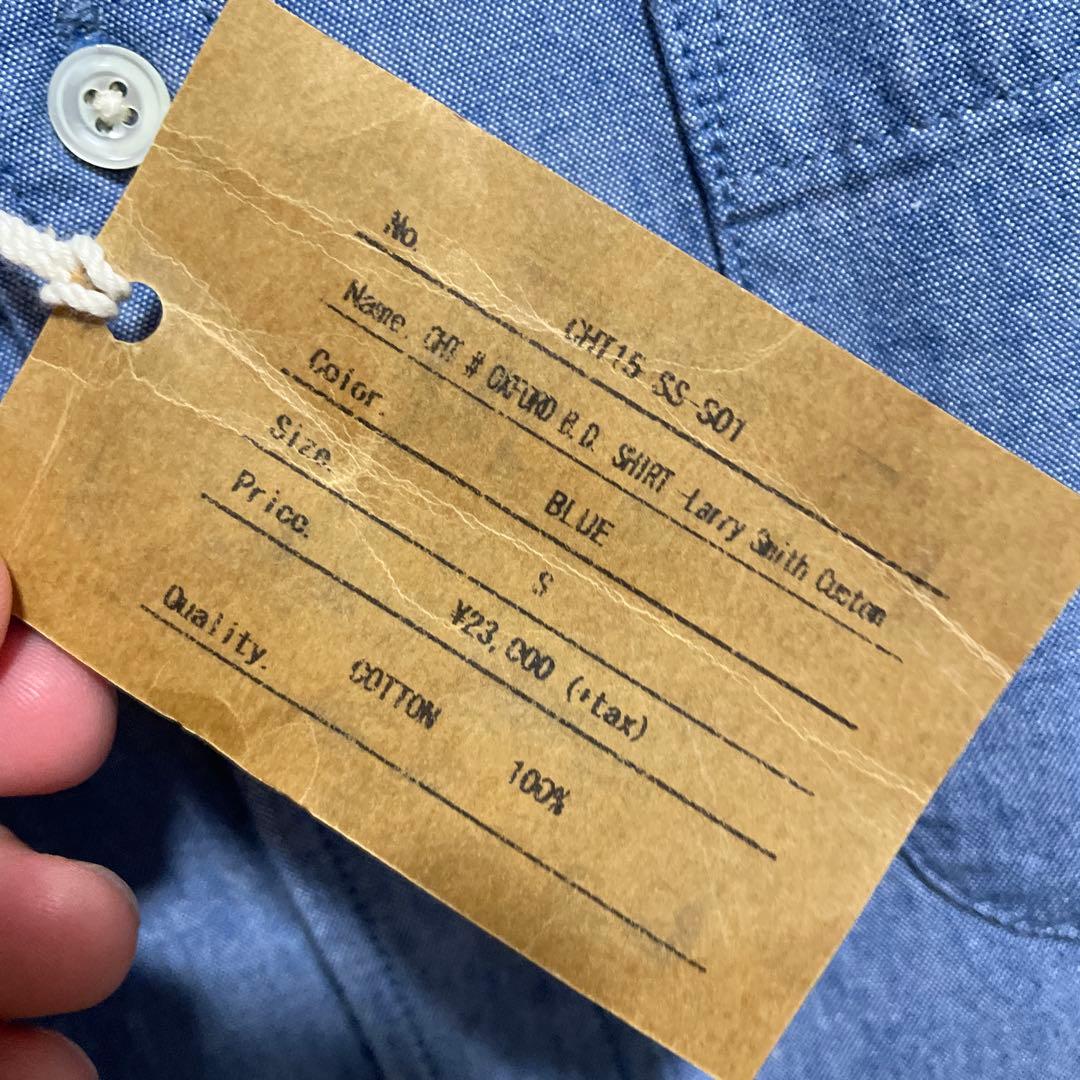 No. CHT15-SS-S01
Name. CHT # OXFORD B.D. SHIRT -Larry Smith Custom
Color. BLUE
Size. S
Price. ¥23,000 (+tax)
Quality. COTTON 100%